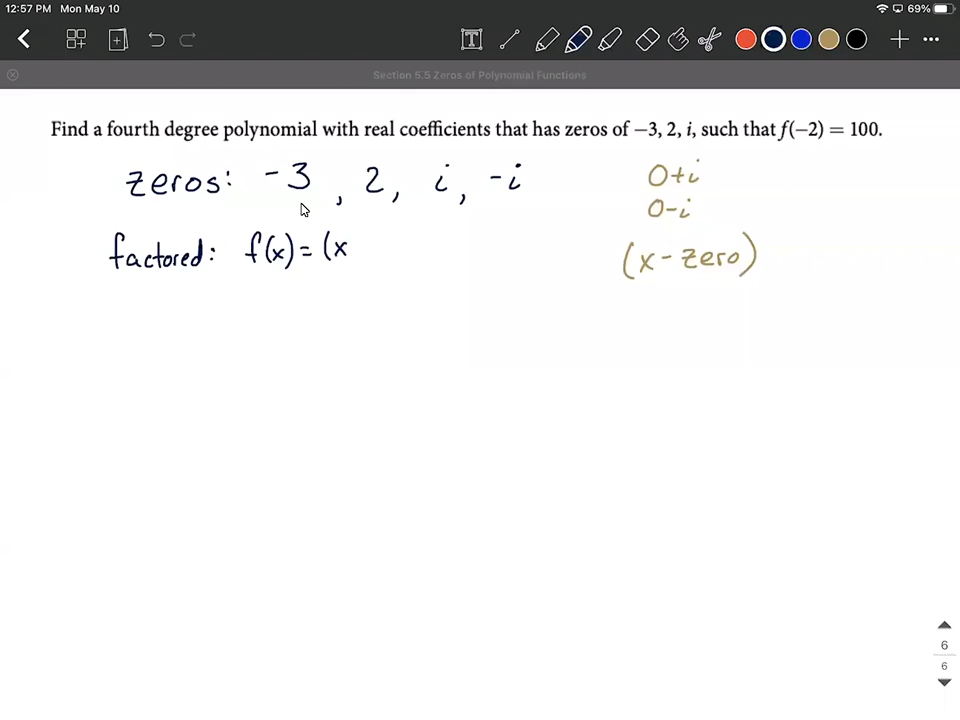 12:57 PM Mon May 10 69%
Section 5.5 Zeros of Polynomial Functions
Find a fourth degree polynomial with real coefficients that has zeros of −3, 2, i, such that f(−2) = 100.
zeros: -3, 2, i, -i
0+i
0-i
factored: f(x) = (x
(x - zero)
6
6